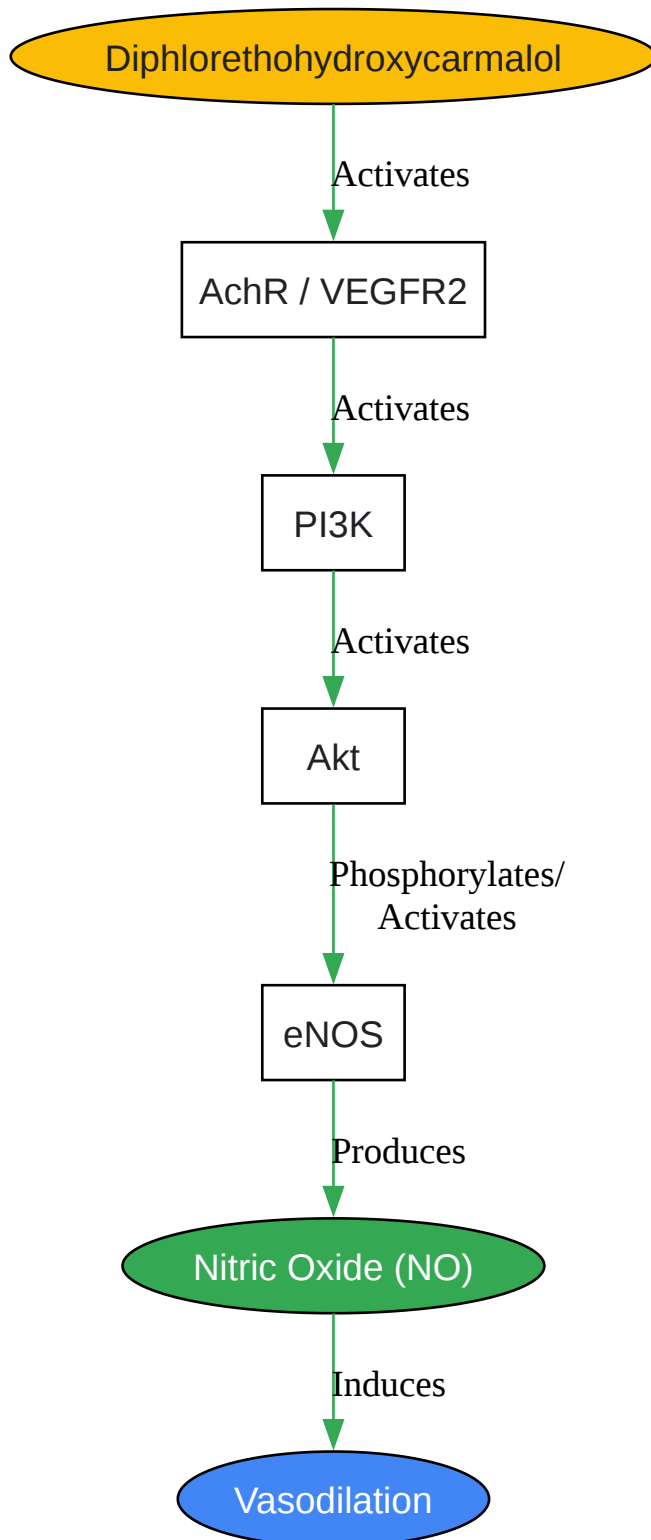 Diphlorethohydroxycarmalol
Activates
AchR / VEGFR2
Activates
PI3K
Activates
Akt
Phosphorylates/
Activates
eNOS
Produces
Nitric Oxide (NO)
Induces
Vasodilation